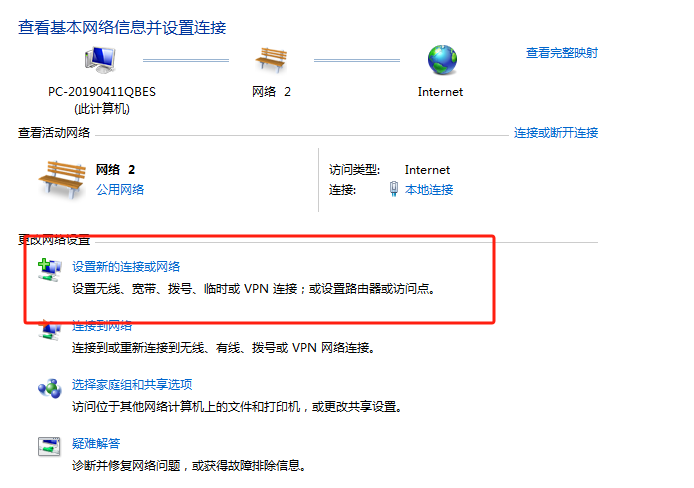 查看基本网络信息并设置连接
查看完整映射
PC-20190411QBES
(此计算机)
网络 2
Internet
查看活动网络
连接或断开连接
网络 2
公用网络
访问类型: Internet
连接: 本地连接
更改网络设置
设置新的连接或网络
设置无线、宽带、拨号、临时或 VPN 连接；或设置路由器或访问点。
连接到网络
连接到或重新连接到无线、有线、拨号或 VPN 网络连接。
选择家庭组和共享选项
访问位于其他网络计算机上的文件和打印机，或更改共享设置。
疑难解答
诊断并修复网络问题，或获得故障排除信息。